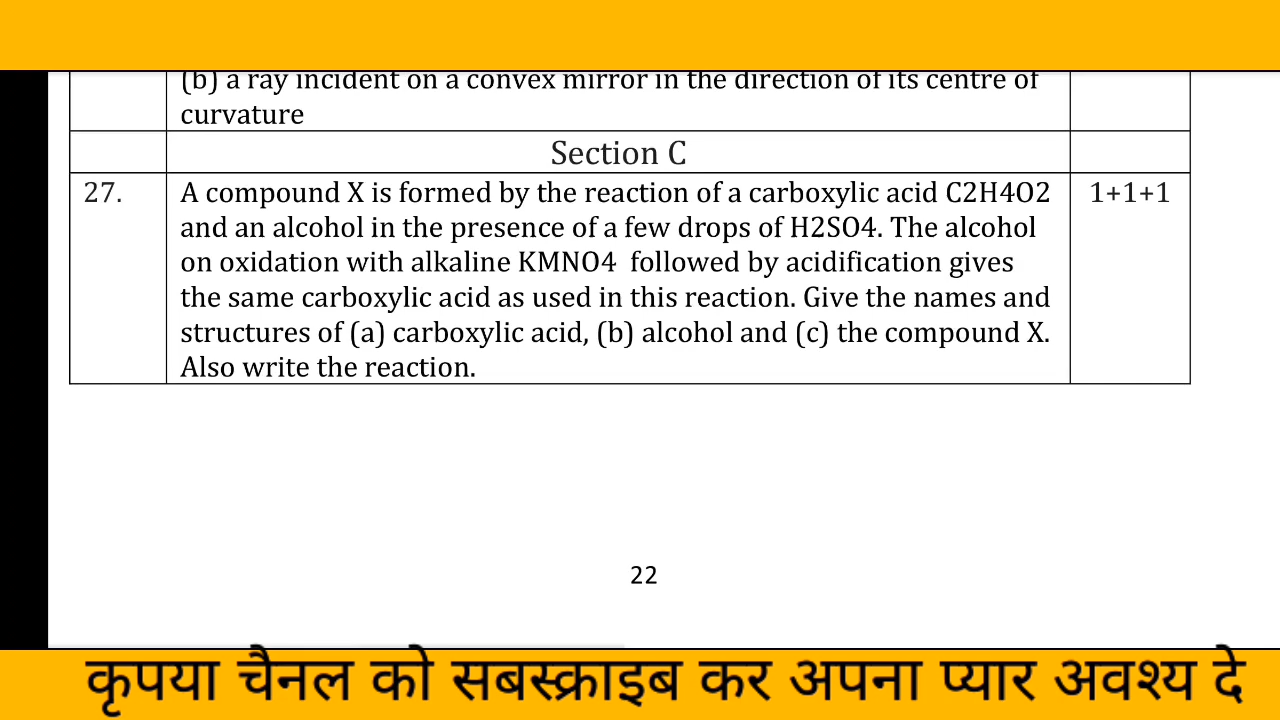 (b) a ray incident on a convex mirror in the direction of its centre of
curvature
Section C
27.
A compound X is formed by the reaction of a carboxylic acid C2H4O2
1+1+1
and an alcohol in the presence of a few drops of H2SO4. The alcohol
on oxidation with alkaline KMNO4 followed by acidification gives
the same carboxylic acid as used in this reaction. Give the names and
structures of (a) carboxylic acid, (b) alcohol and (c) the compound X.
Also write the reaction.
22
कृपया चैनल को सबस्क्राइब कर अपना प्यार अवश्य दे